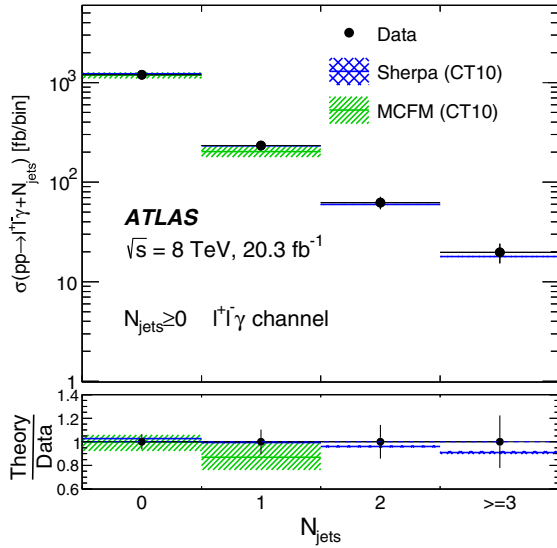 σ(pp→l⁺l⁻γ+N_jets) [fb/bin]
10³
10²
10
1
Data
Sherpa (CT10)
MCFM (CT10)
ATLAS
√s = 8 TeV, 20.3 fb⁻¹
N_jets≥0 l⁺l⁻γ channel
Theory
Data
1.4
1.2
1
0.8
0.6
0 1 2 >=3
N_jets